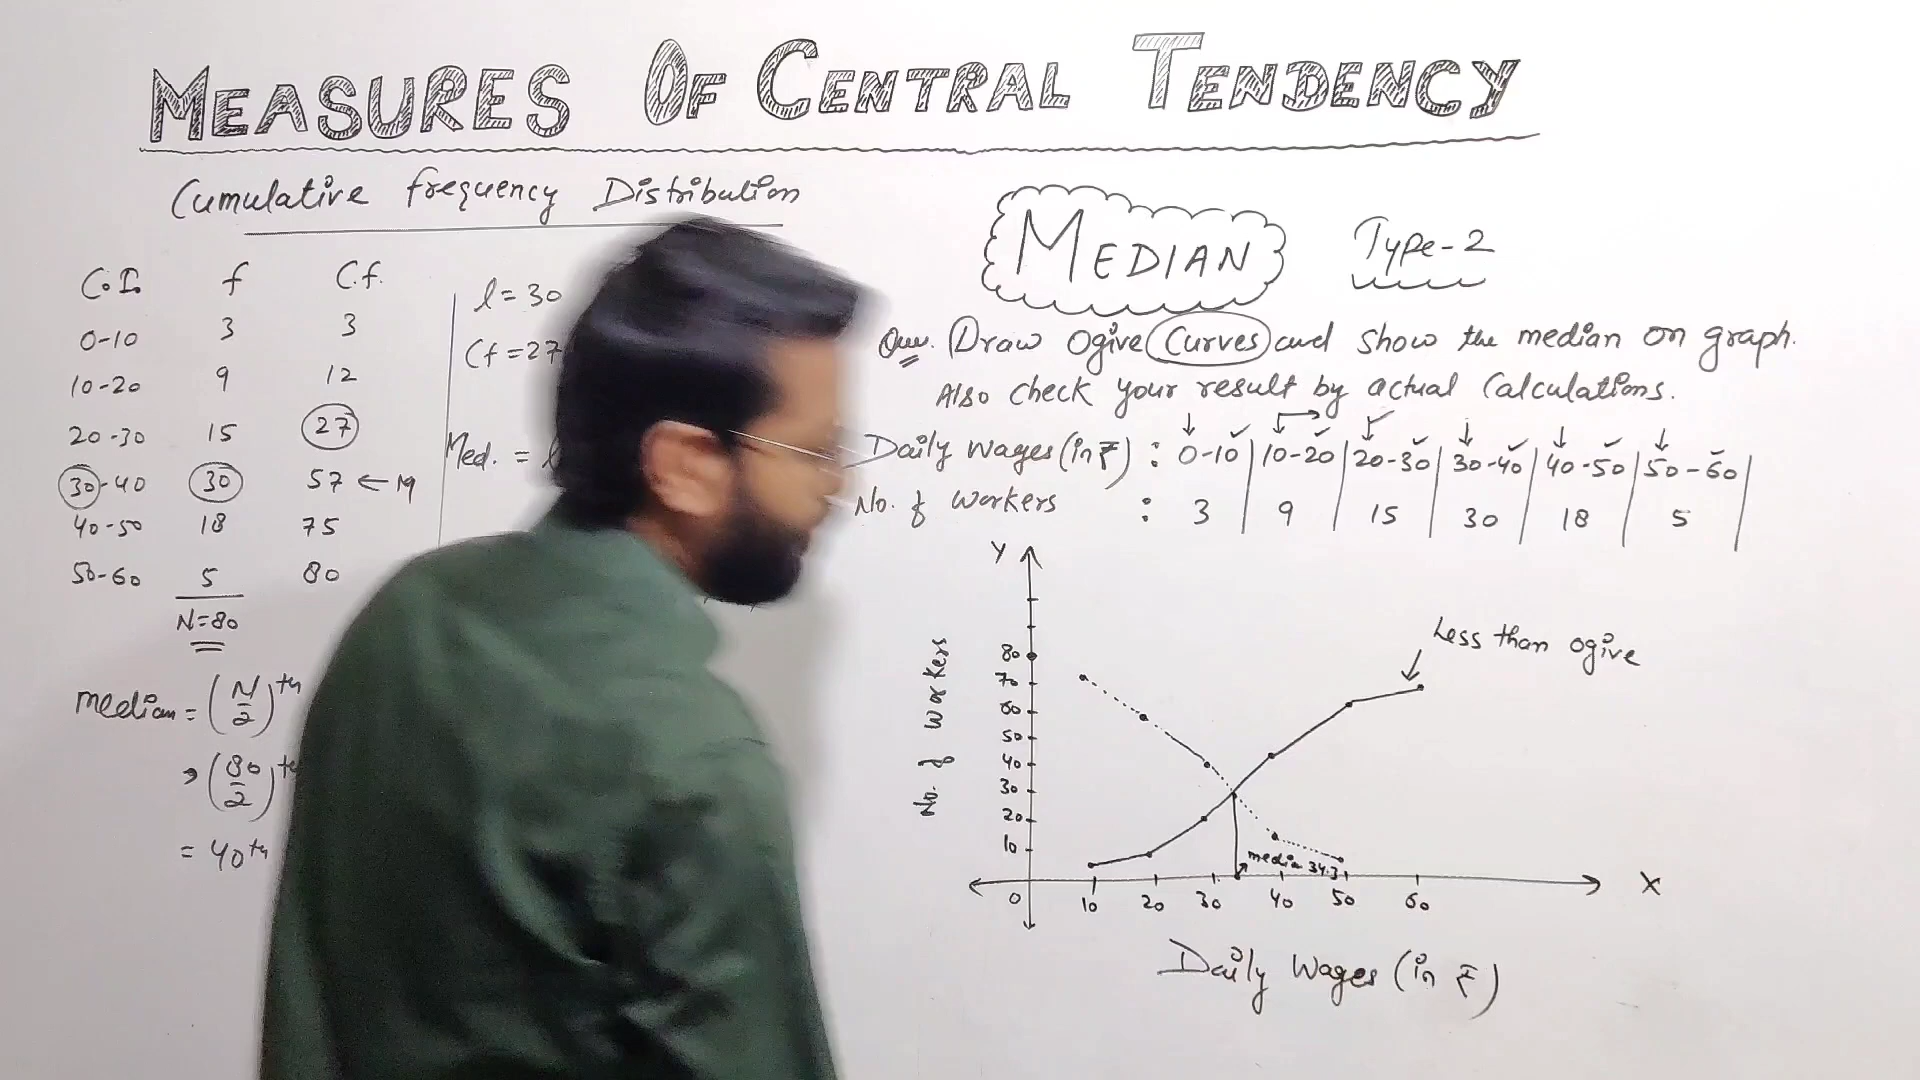 MEASURES OF CENTRAL TENDENCY
Cumulative frequency Distribution
C.I. f C.f.
0-10 3 3
10-20 9 12
20-30 15 27
30-40 30 57 ← M
40-50 18 75
50-60 5 80
N=80
median = (N/2)th
, (80/2)th
= 40th
l = 30
Cf = 27
Med. = l
MEDIAN
Type-2
Que. Draw Ogive Curves and show the median on graph.
Also check your result by actual Calculations.
Daily Wages (in ₹) : 0-10 | 10-20 | 20-30 | 30-40 | 40-50 | 50-60 |
No. of workers : 3 | 9 | 15 | 30 | 18 | 5 |
Y
80
70
60
50
40
30
20
10
0 10 20 30 40 50 60
X
No. of workers
Less than ogive
median 34.3
Daily Wages (in ₹)